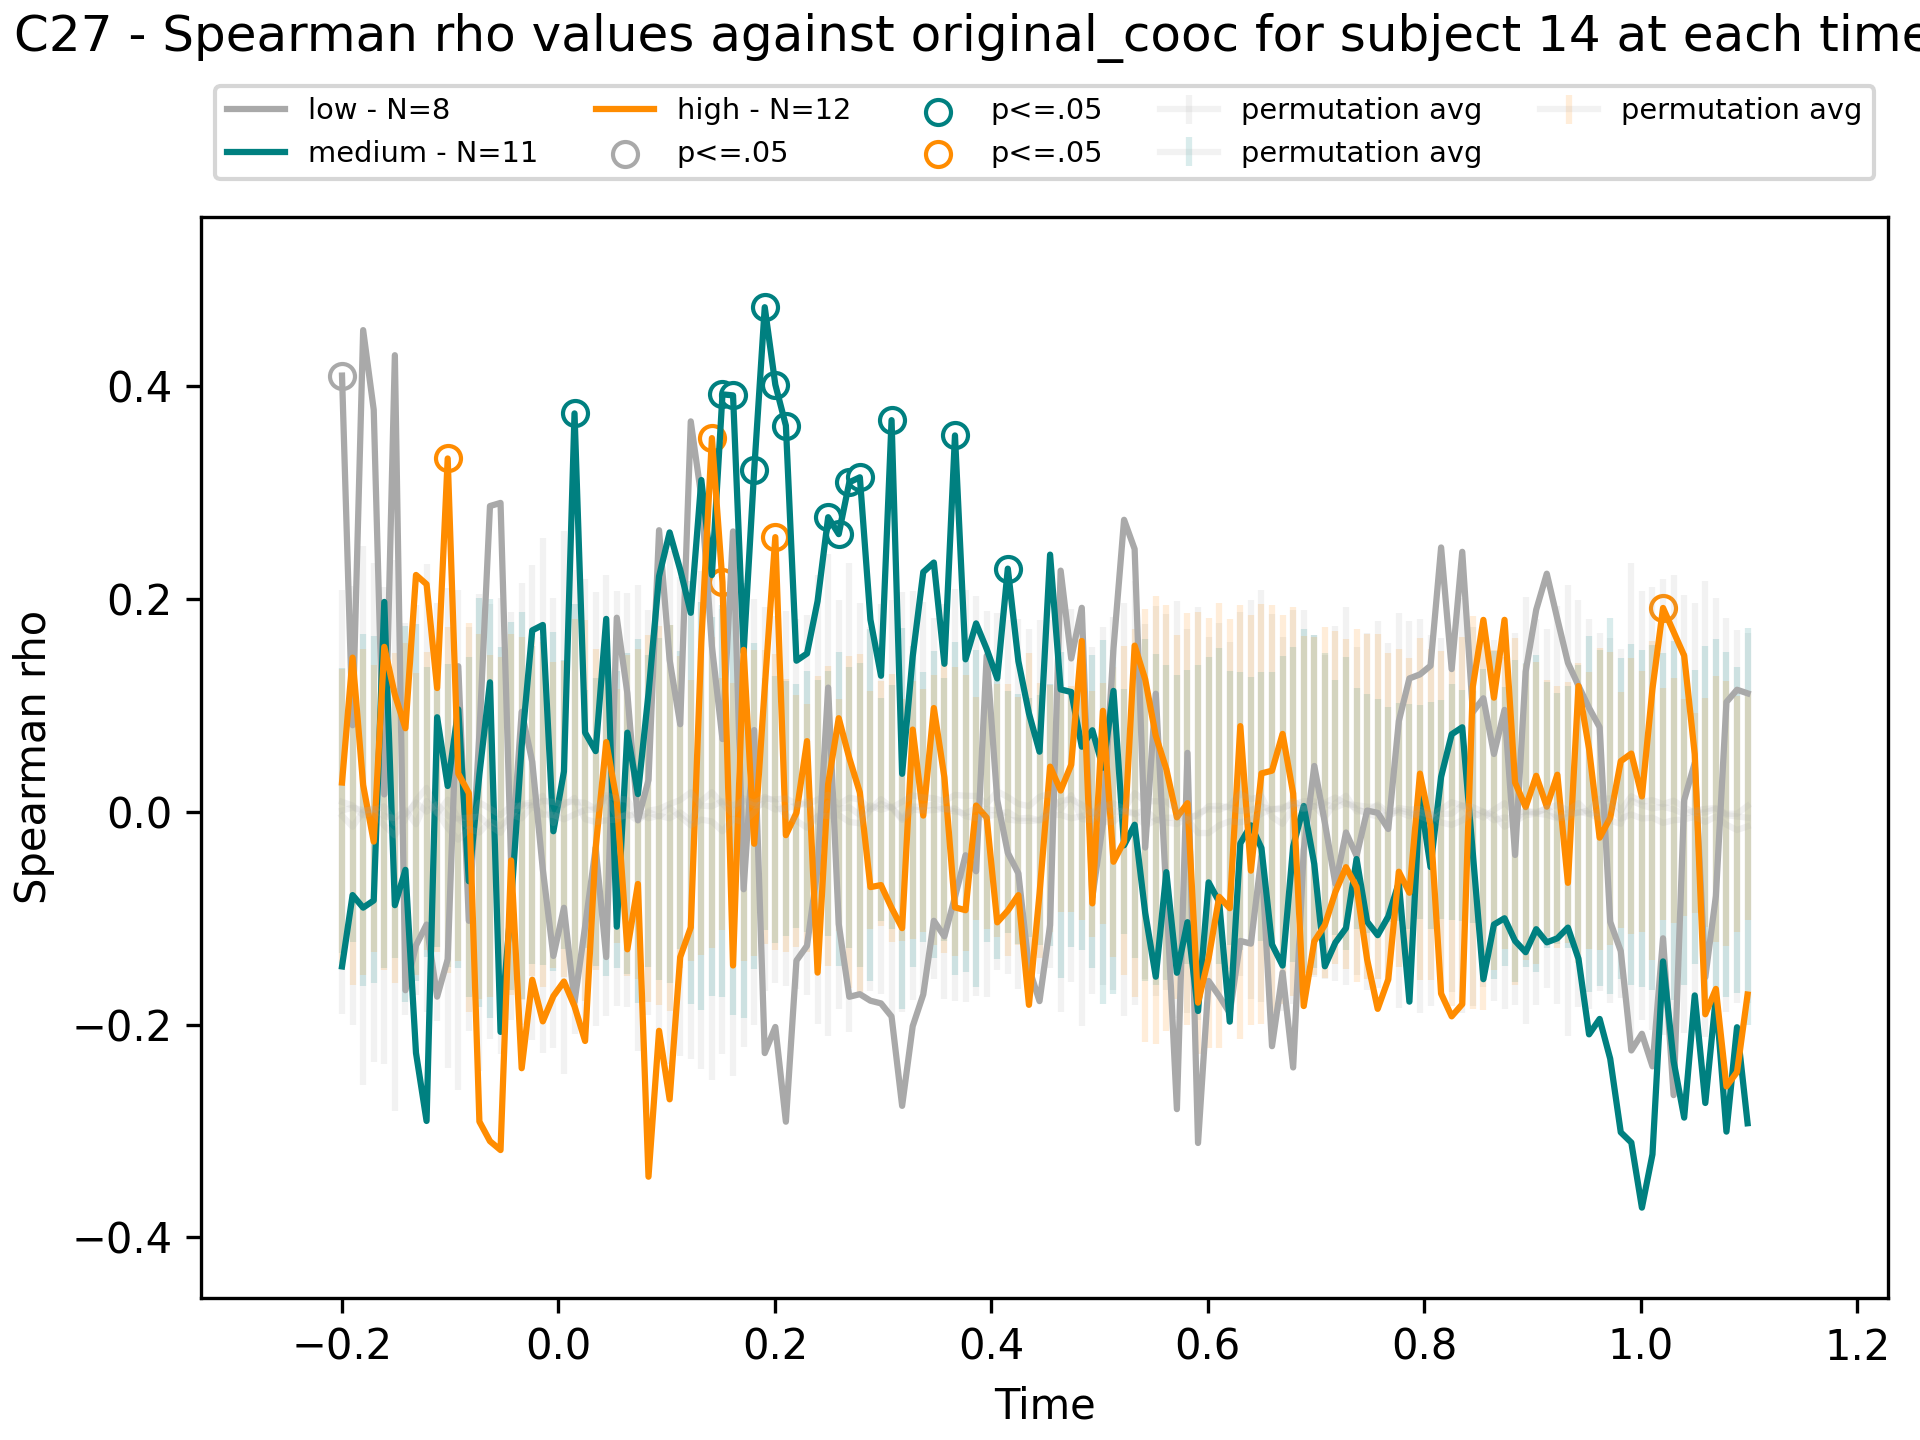 C27 - Spearman rho values against original_cooc for subject 14 at each time
low - N=8
medium - N=11
high - N=12
p<=.05
p<=.05
p<=.05
permutation avg
permutation avg
permutation avg
Spearman rho
0.4
0.2
0.0
−0.2
−0.4
−0.2 0.0 0.2 0.4 0.6 0.8 1.0 1.2
Time